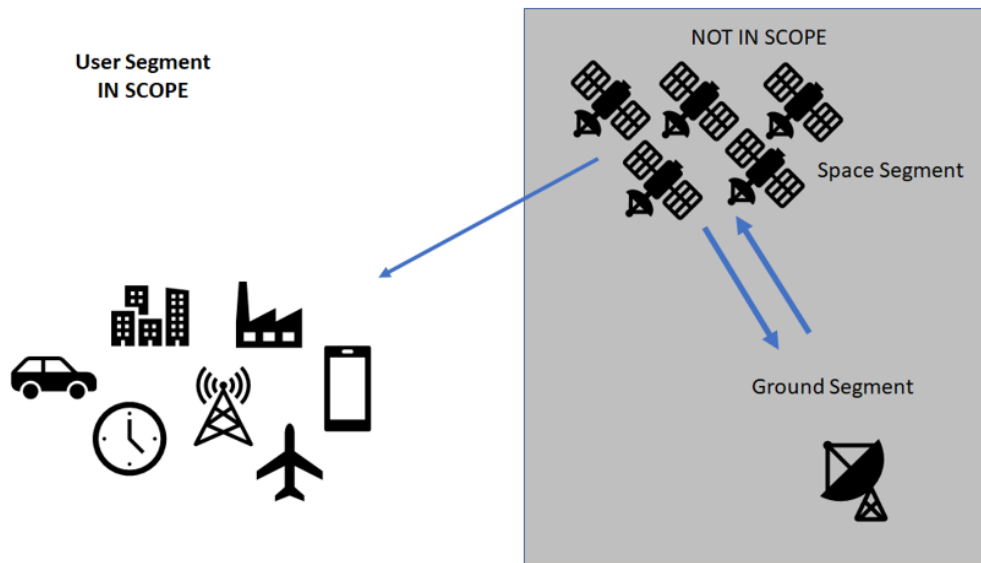 User Segment
IN SCOPE
NOT IN SCOPE
Space Segment
Ground Segment